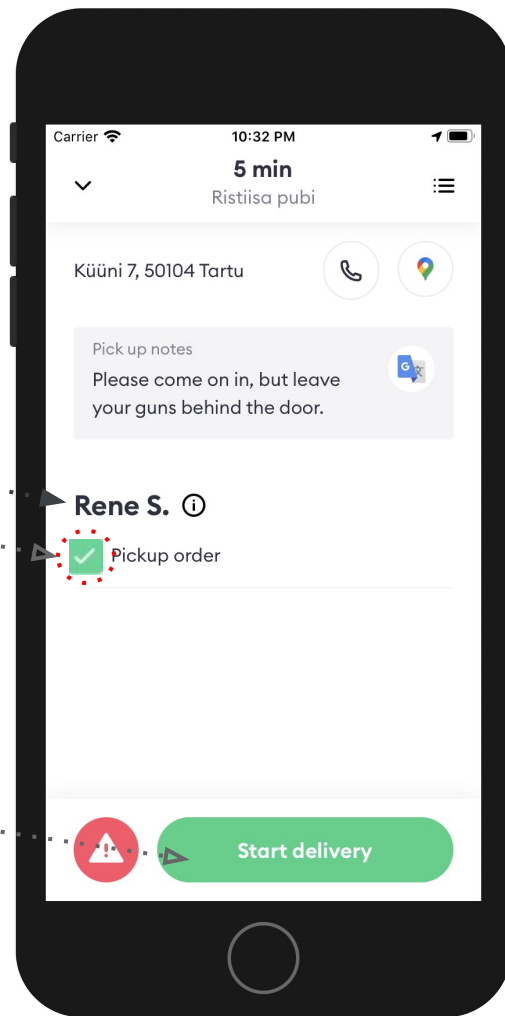 Carrier 10:32 PM
5 min
Ristiisa pubi
Küüni 7, 50104 Tartu
Pick up notes
Please come on in, but leave
your guns behind the door.
G 文
Rene S.
Pickup order
Start delivery